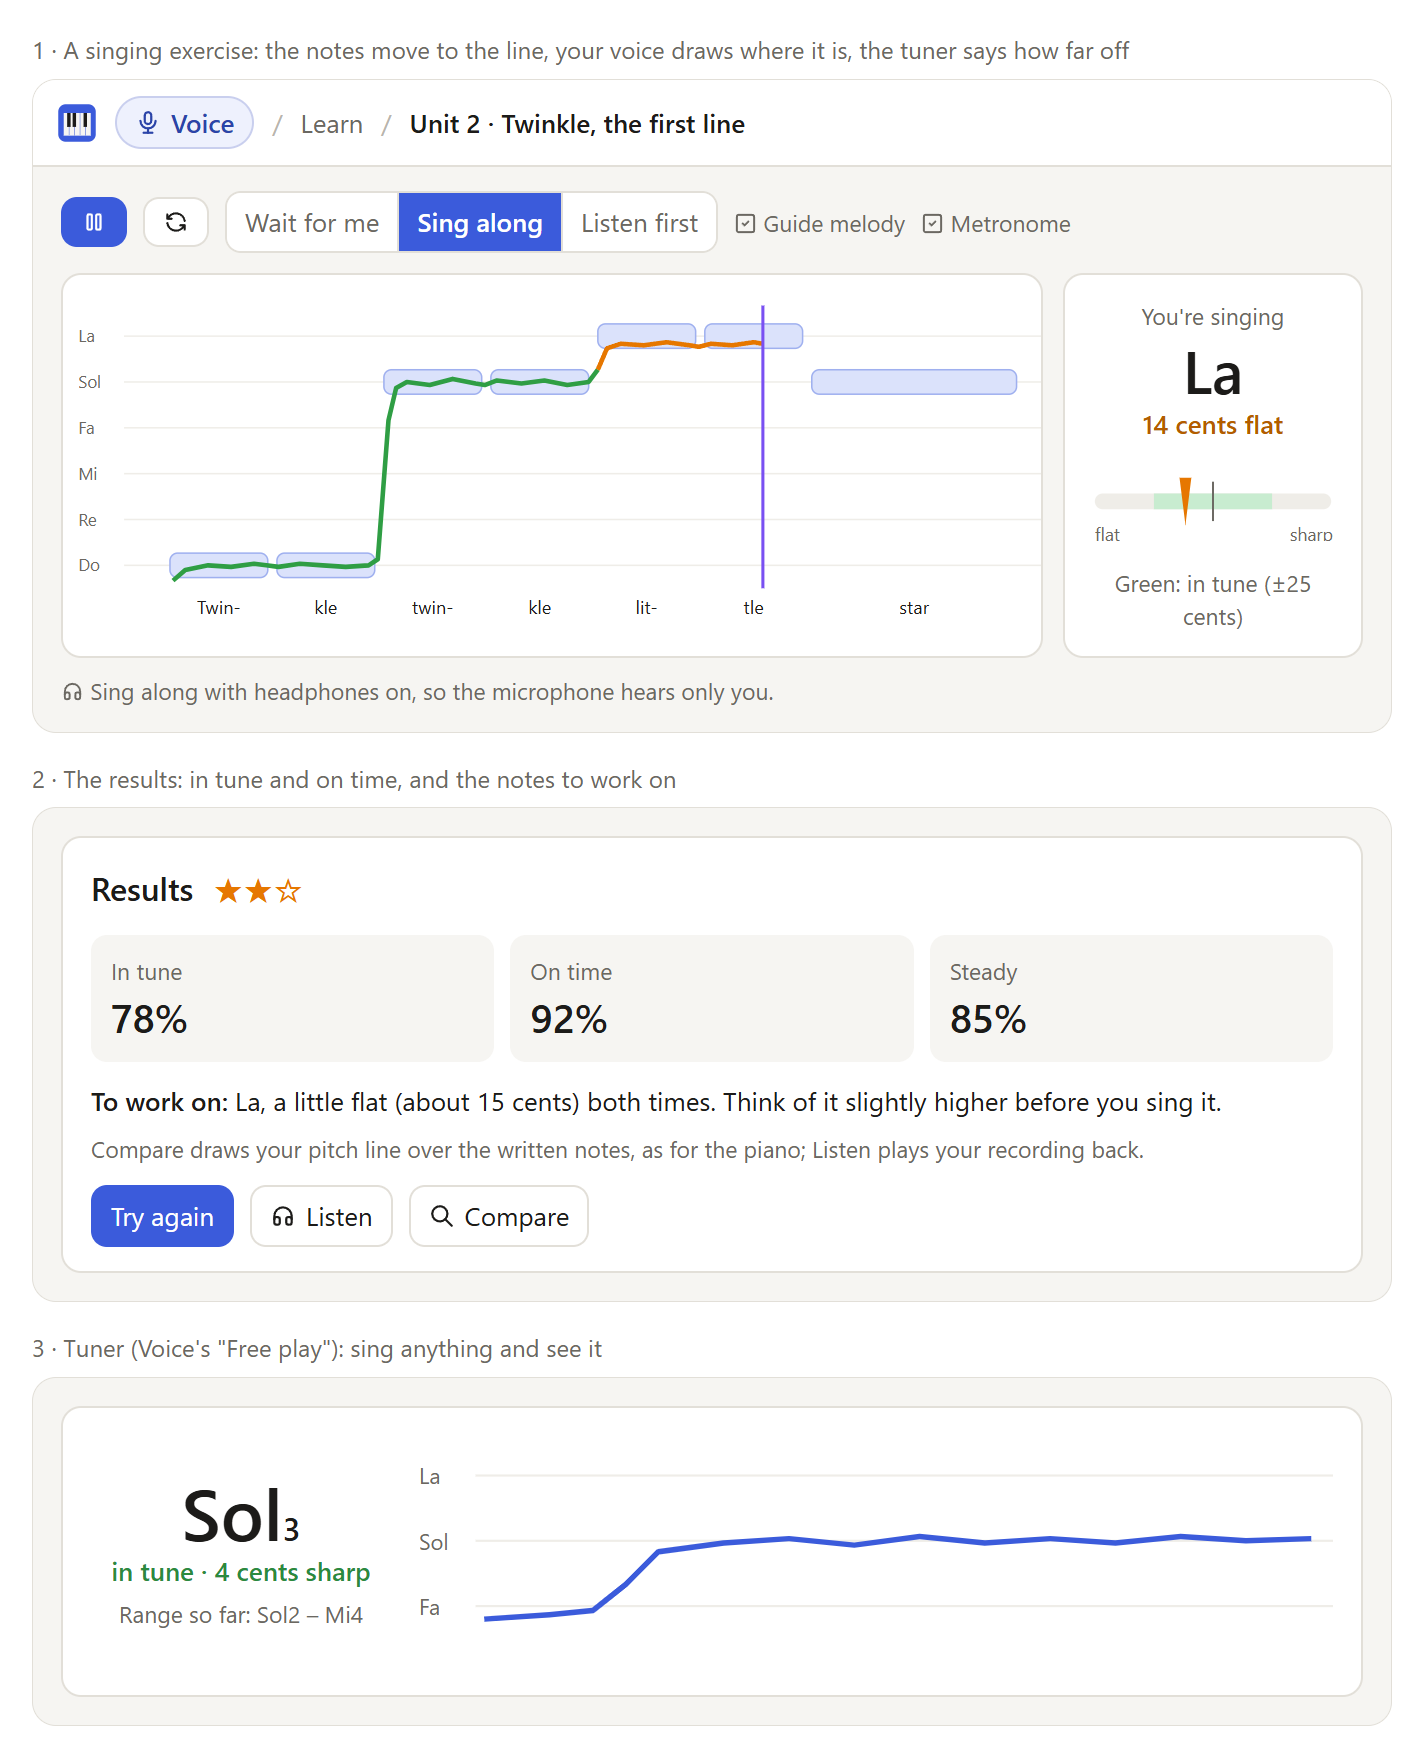 1 · A singing exercise: the notes move to the line, your voice draws where it is, the tuner says how far off
Voice / Learn / Unit 2 · Twinkle, the first line
Wait for me Sing along Listen first Guide melody Metronome
La
Sol
Fa
Mi
Re
Do
Twin- kle twin- kle lit- tle star
You're singing
La
14 cents flat
flat sharp
Green: in tune (±25
cents)
Sing along with headphones on, so the microphone hears only you.
2 · The results: in tune and on time, and the notes to work on
Results ★★☆
In tune On time Steady
78% 92% 85%
To work on: La, a little flat (about 15 cents) both times. Think of it slightly higher before you sing it.
Compare draws your pitch line over the written notes, as for the piano; Listen plays your recording back.
Try again Listen Compare
3 · Tuner (Voice's "Free play"): sing anything and see it
Sol3
in tune · 4 cents sharp
Range so far: Sol2 – Mi4
La
Sol
Fa